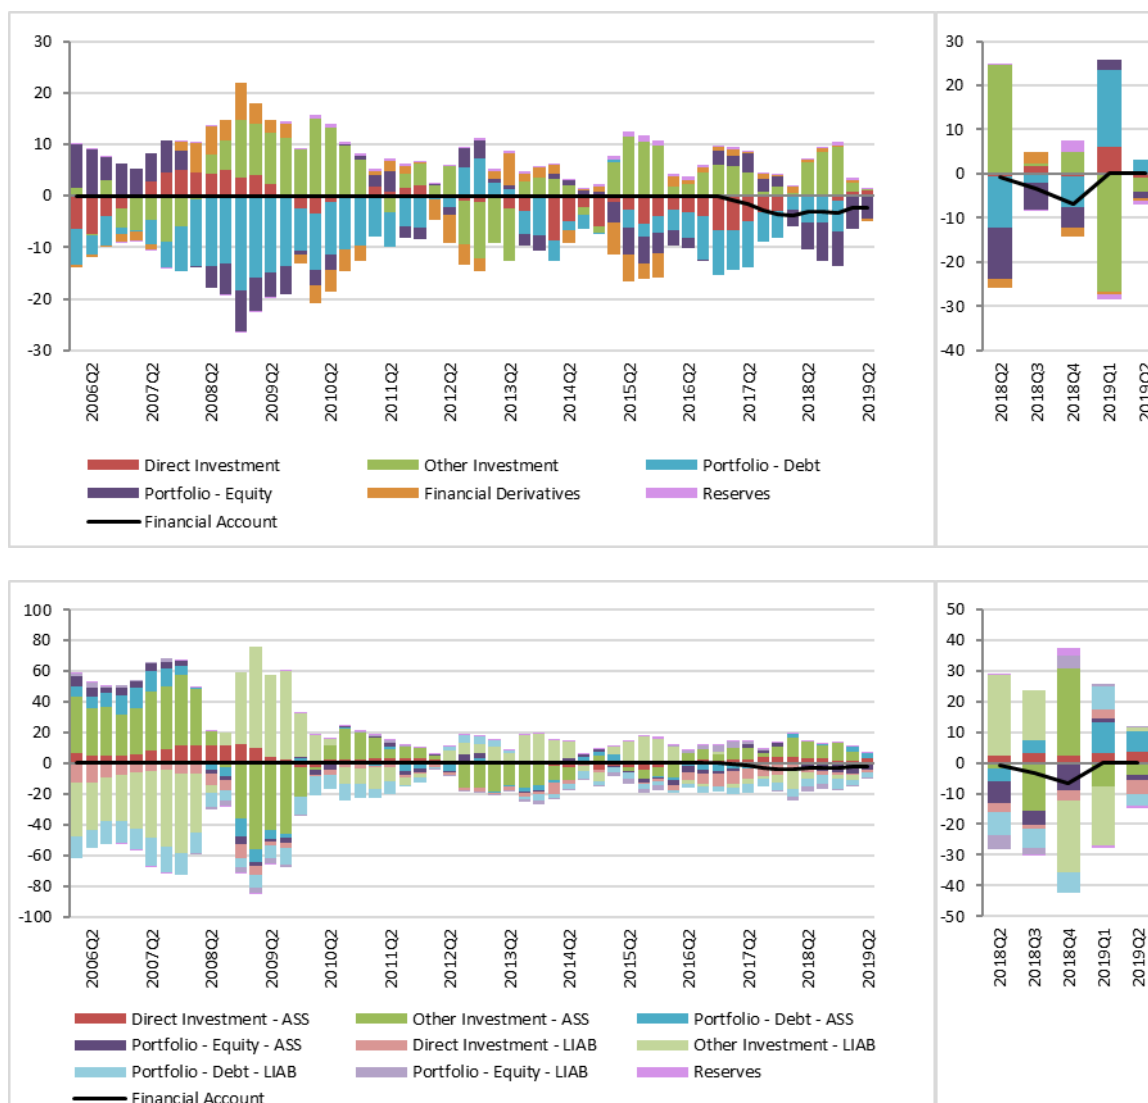 30
20
10
0
-10
-20
-30
2006Q2
2007Q2
2008Q2
2009Q2
2010Q2
2011Q2
2012Q2
2013Q2
2014Q2
2015Q2
2016Q2
2017Q2
2018Q2
2019Q2
Direct Investment Other Investment Portfolio - Debt
Portfolio - Equity Financial Derivatives Reserves
Financial Account
30
20
10
0
-10
-20
-30
-40
2018Q2
2018Q3
2018Q4
2019Q1
2019Q2
100
80
60
40
20
0
-20
-40
-60
-80
-100
2006Q2
2007Q2
2008Q2
2009Q2
2010Q2
2011Q2
2012Q2
2013Q2
2014Q2
2015Q2
2016Q2
2017Q2
2018Q2
2019Q2
Direct Investment - ASS Other Investment - ASS Portfolio - Debt - ASS
Portfolio - Equity - ASS Direct Investment - LIAB Other Investment - LIAB
Portfolio - Debt - LIAB Portfolio - Equity - LIAB Reserves
Financial Account
50
40
30
20
10
0
-10
-20
-30
-40
-50
2018Q2
2018Q3
2018Q4
2019Q1
2019Q2